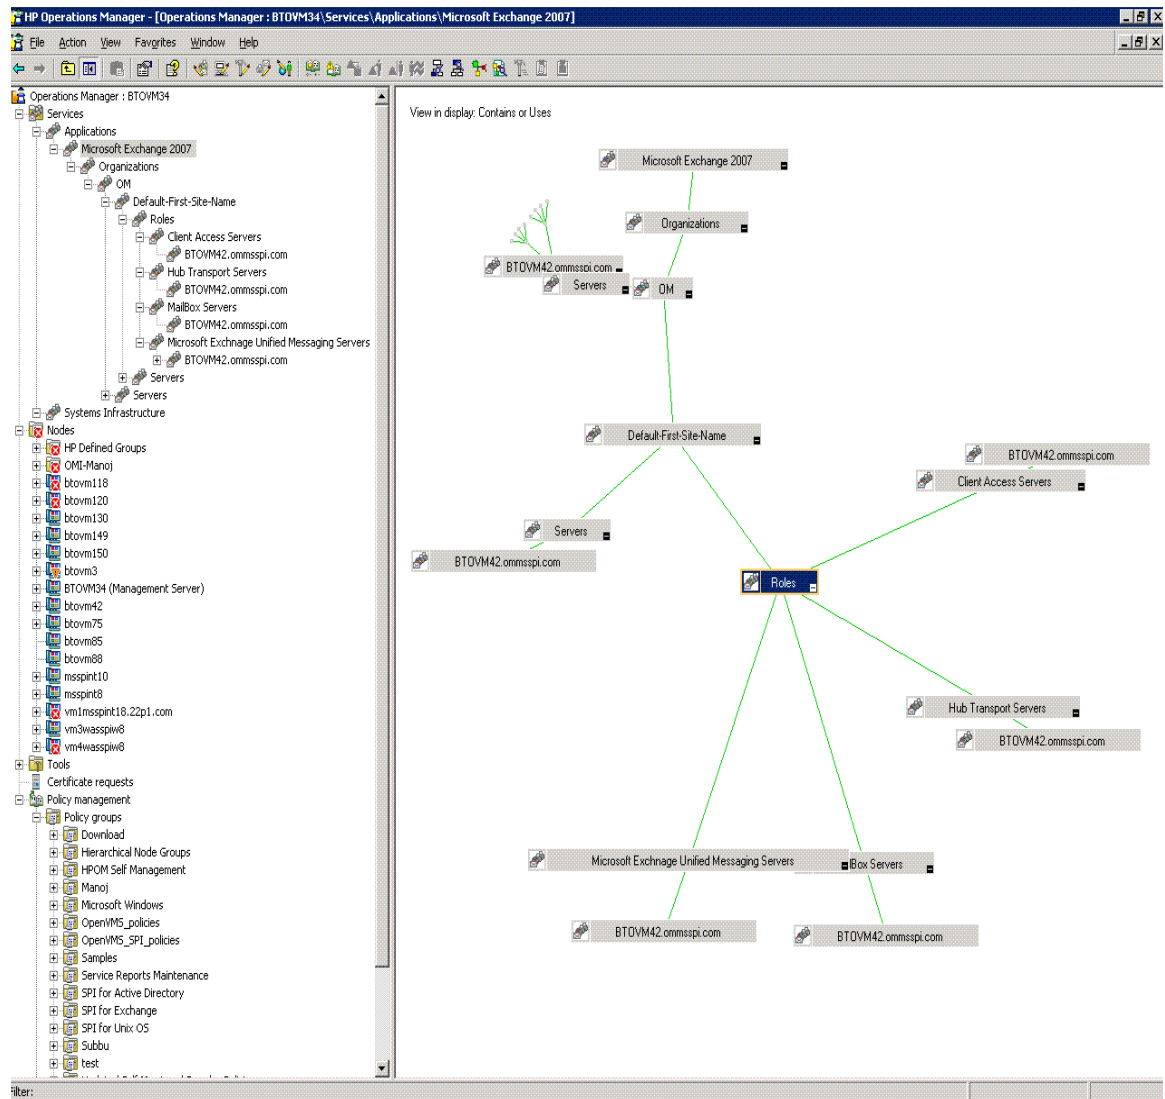 HP Operations Manager - [Operations Manager : BTOVM34\Services\Applications\Microsoft Exchange 2007]
File Action View Favorites Window Help
Operations Manager : BTOVM34
Services
Applications
Microsoft Exchange 2007
Organizations
OM
Default-First-Site-Name
Roles
Client Access Servers
BTOVM42.ommsspi.com
Hub Transport Servers
BTOVM42.ommsspi.com
MailBox Servers
BTOVM42.ommsspi.com
Microsoft Exchnage Unified Messaging Servers
BTOVM42.ommsspi.com
Servers
Servers
Systems Infrastructure
Nodes
HP Defined Groups
OMI-Manoj
btovm118
btovm120
btovm130
btovm149
btovm150
btovm3
BTOVM34 (Management Server)
btovm42
btovm75
btovm85
btovm88
msspint10
msspint8
vm1msspint18.22p1.com
vm3wasspiw8
vm4wasspiw8
Tools
Certificate requests
Policy management
Policy groups
Download
Hierarchical Node Groups
HPOM Self Management
Manoj
Microsoft Windows
OpenVMS_policies
OpenVMS_SPI_policies
Samples
Service Reports Maintenance
SPI for Active Directory
SPI for Exchange
SPI for Unix OS
Subbu
test
View in display: Contains or Uses
Microsoft Exchange 2007
Organizations
BTOVM42.ommsspi.com
Servers
OM
Default-First-Site-Name
BTOVM42.ommsspi.com
Client Access Servers
Servers
BTOVM42.ommsspi.com
Roles
Hub Transport Servers
BTOVM42.ommsspi.com
Microsoft Exchnage Unified Messaging Servers
lBox Servers
BTOVM42.ommsspi.com
BTOVM42.ommsspi.com
ilter: